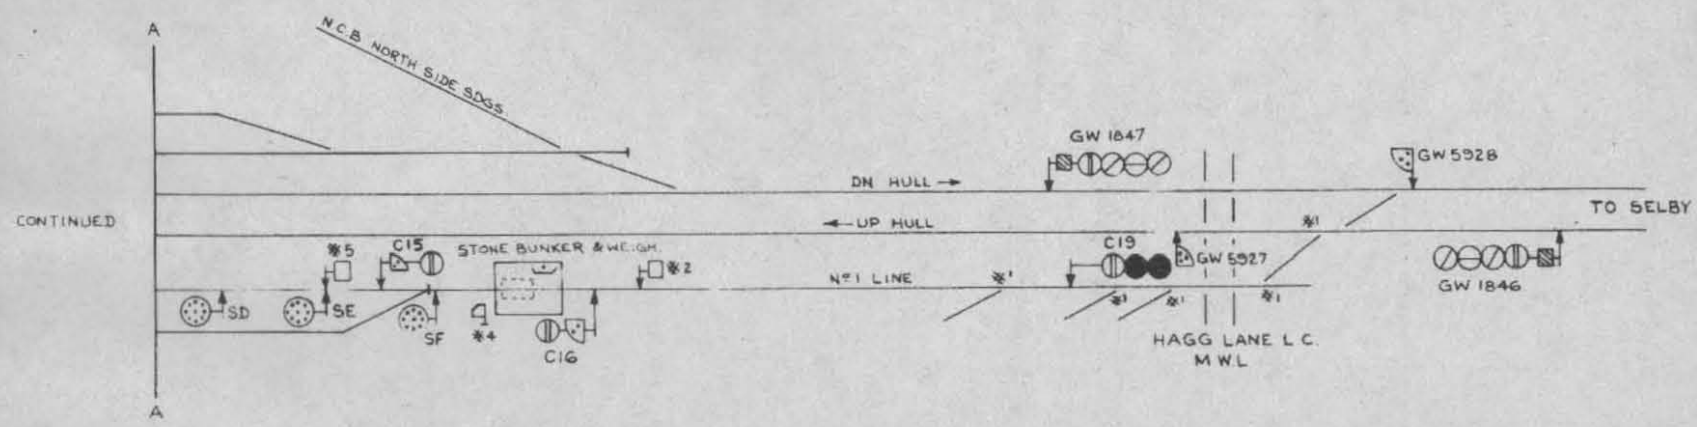 A
N.C.B NORTH SIDE SDGS.
GW 1847
GW 5928
DN HULL →
CONTINUED
← UP HULL
TO SELBY
*1
*5
C15
STONE BUNKER & WEIGH.
*2
C19
GW 5927
No1 LINE
*1
*1
*1
*1
GW 1846
SD
SE
SF
*4
C16
HAGG LANE L C.
M W.L
A